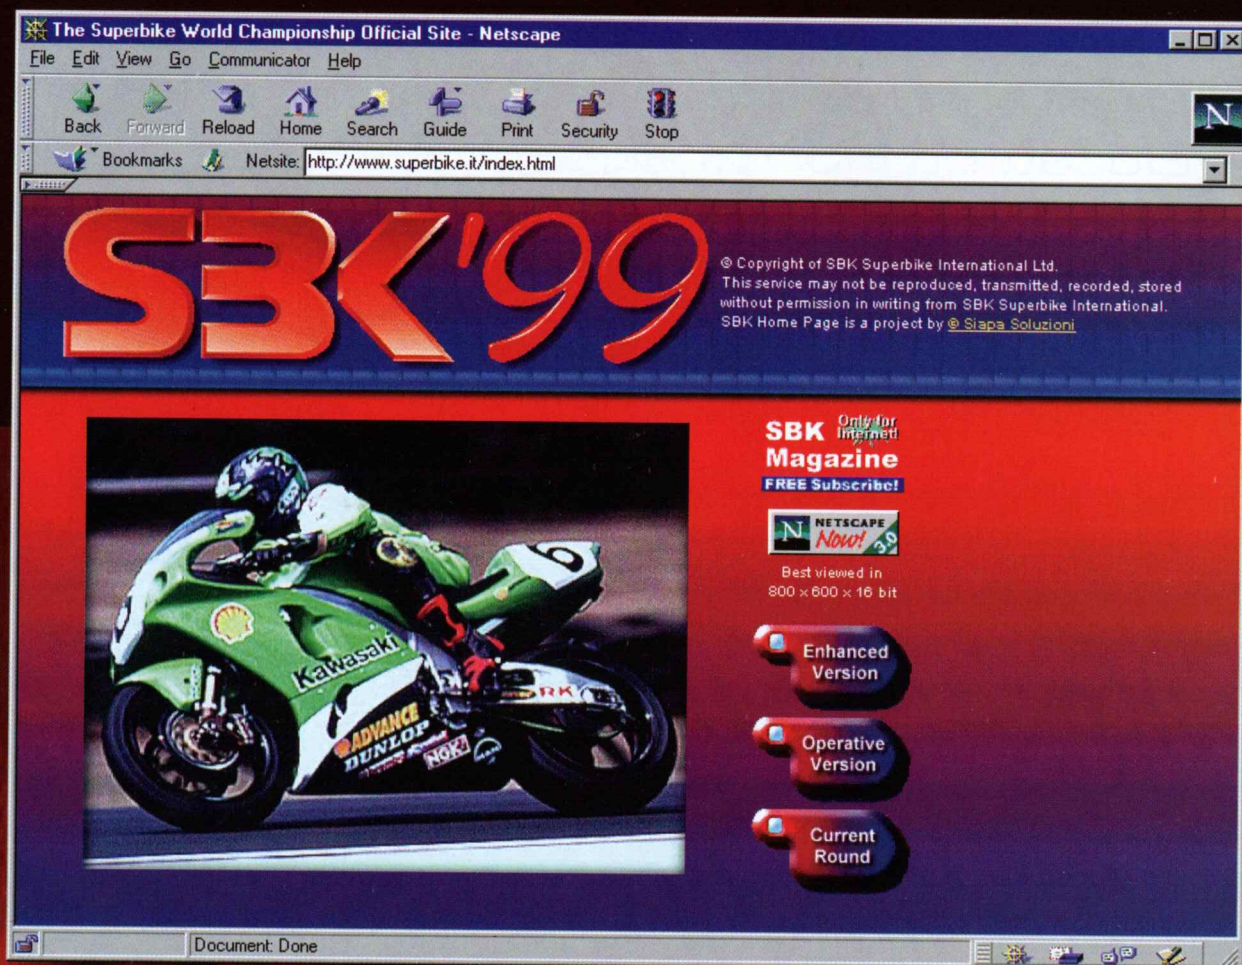 The Superbike World Championship Official Site - Netscape
File Edit View Go Communicator Help
Back Forward Reload Home Search Guide Print Security Stop
N
Bookmarks Netsite: http://www.superbike.it/index.html
SBK'99
© Copyright of SBK Superbike International Ltd.
This service may not be reproduced, transmitted, recorded, stored
without permission in writing from SBK Superbike International.
SBK Home Page is a project by © Siapa Soluzioni
SBK Only for
Internet!
Magazine
FREE Subscribe!
N NETSCAPE
Now! 3.0
Best viewed in
800 x 600 x 16 bit
6
Kawasaki
RK
ADVANCE
DUNLOP
NGK
Enhanced
Version
Operative
Version
Current
Round
Document: Done